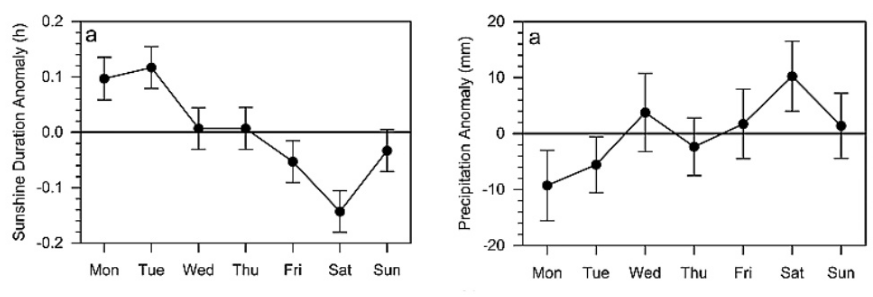 a
Sunshine Duration Anomaly (h)
0.2
0.1
0.0
-0.1
-0.2
Mon Tue Wed Thu Fri Sat Sun
a
Precipitation Anomaly (mm)
20
10
0
-10
-20
Mon Tue Wed Thu Fri Sat Sun